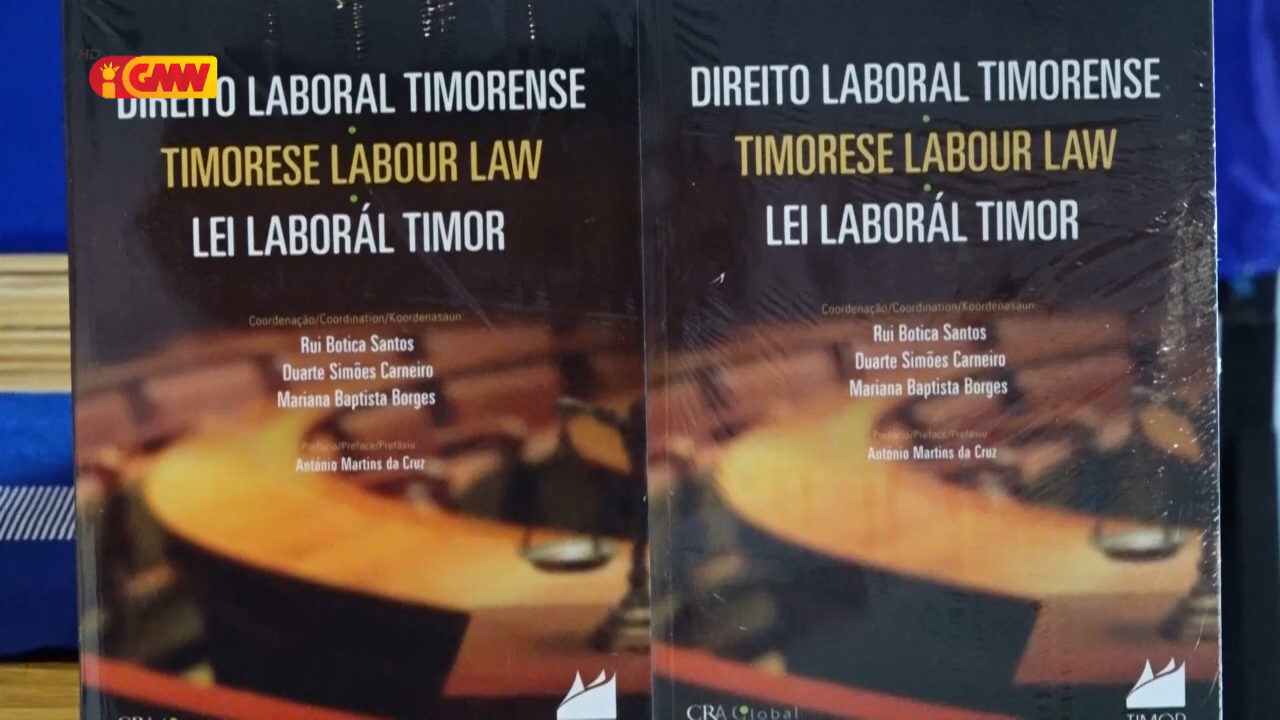 HD
GMW
DIREITO LABORAL TIMORENSE
TIMORESE LABOUR LAW
LEI LABORÁL TIMOR
Coordenação/Coordination/Koordenasaun
Rui Botica Santos
Duarte Simões Carneiro
Mariana Baptista Borges
Prefácio/Preface/Prefásiu
António Martins da Cruz
DIREITO LABORAL TIMORENSE
TIMORESE LABOUR LAW
LEI LABORÁL TIMOR
Coordenação/Coordination/Koordenasaun
Rui Botica Santos
Duarte Simões Carneiro
Mariana Baptista Borges
Prefácio/Preface/Prefásiu
António Martins da Cruz
CRA Global
TIMOR